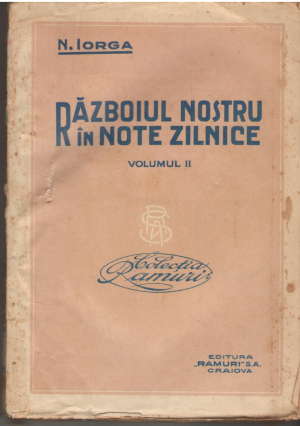 N. IORGA
RĂZBOIUL NOSTRU
ÎN NOTE ZILNICE
VOLUMUL II
Colecția
Ramuri
EDITURA
„RAMURI" S.A.
CRAIOVA